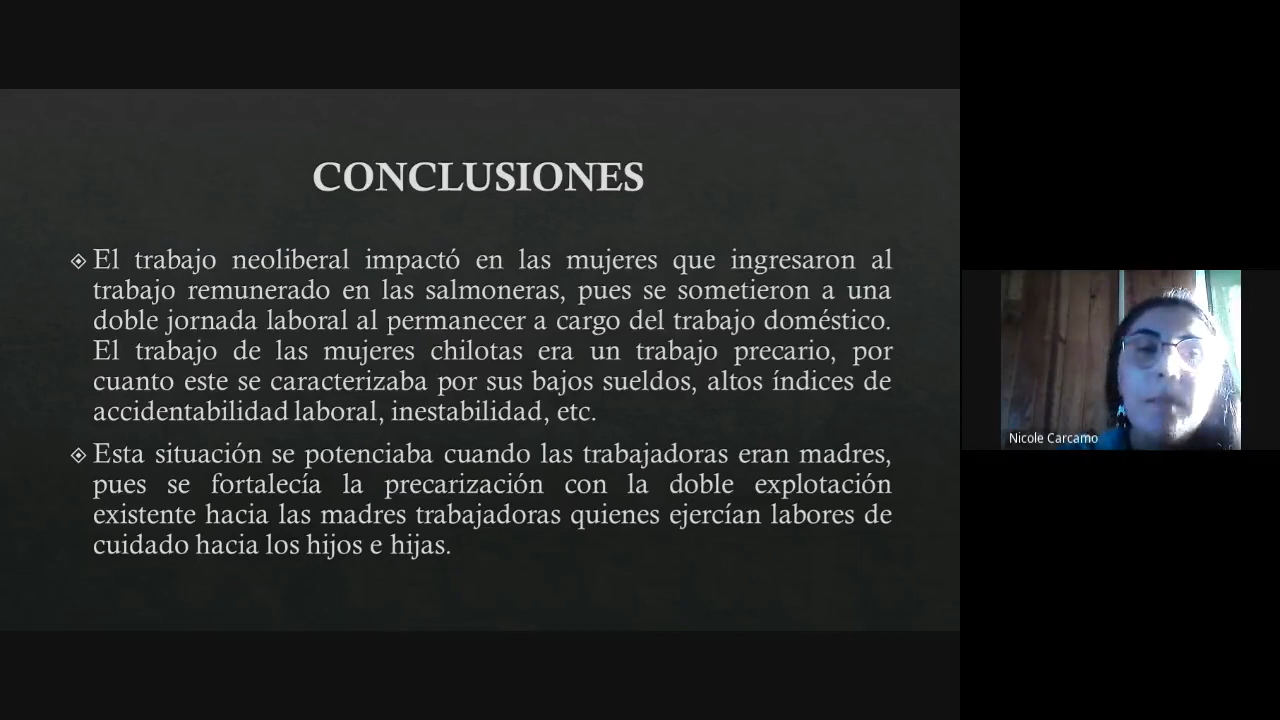 CONCLUSIONES
El trabajo neoliberal impactó en las mujeres que ingresaron al
trabajo remunerado en las salmoneras, pues se sometieron a una
doble jornada laboral al permanecer a cargo del trabajo doméstico.
El trabajo de las mujeres chilotas era un trabajo precario, por
cuanto este se caracterizaba por sus bajos sueldos, altos índices de
accidentabilidad laboral, inestabilidad, etc.
Esta situación se potenciaba cuando las trabajadoras eran madres,
pues se fortalecía la precarización con la doble explotación
existente hacia las madres trabajadoras quienes ejercían labores de
cuidado hacia los hijos e hijas.
Nicole Carcamo